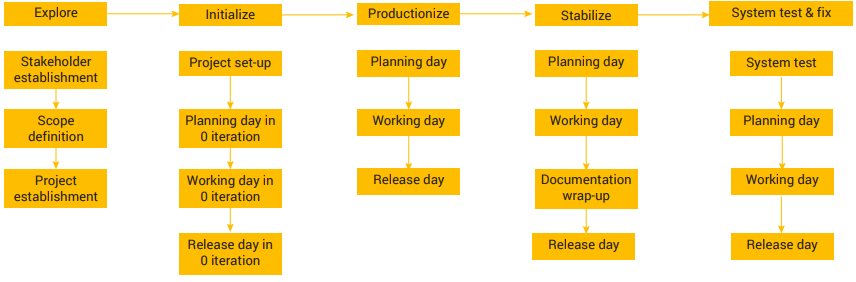 Explore
Initialize
Productionize
Stabilize
System test & fix
Stakeholder
establishment
Scope
definition
Project
establishment
Project set-up
Planning day in
0 iteration
Working day in
0 iteration
Release day in
0 iteration
Planning day
Working day
Release day
Planning day
Working day
Documentation
wrap-up
Release day
System test
Planning day
Working day
Release day